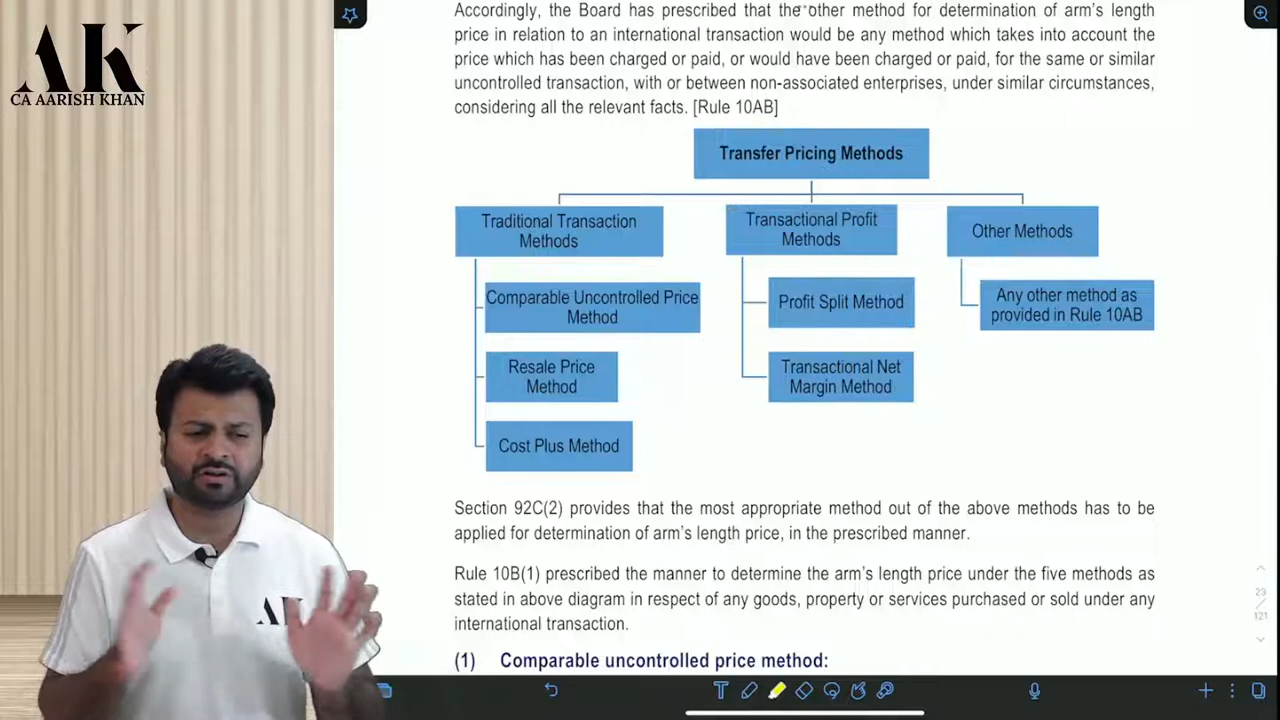 AK
CA AARISH KHAN
Accordingly, the Board has prescribed that the other method for determination of arm's length
price in relation to an international transaction would be any method which takes into account the
price which has been charged or paid, or would have been charged or paid, for the same or similar
uncontrolled transaction, with or between non-associated enterprises, under similar circumstances,
considering all the relevant facts. [Rule 10AB]
Transfer Pricing Methods
Traditional Transaction
Methods
Comparable Uncontrolled Price
Method
Resale Price
Method
Cost Plus Method
Transactional Profit
Methods
Profit Split Method
Transactional Net
Margin Method
Other Methods
Any other method as
provided in Rule 10AB
Section 92C(2) provides that the most appropriate method out of the above methods has to be
applied for determination of arm's length price, in the prescribed manner.
Rule 10B(1) prescribed the manner to determine the arm's length price under the five methods as
stated in above diagram in respect of any goods, property or services purchased or sold under any
international transaction.
(1) Comparable uncontrolled price method:
AK
23
121